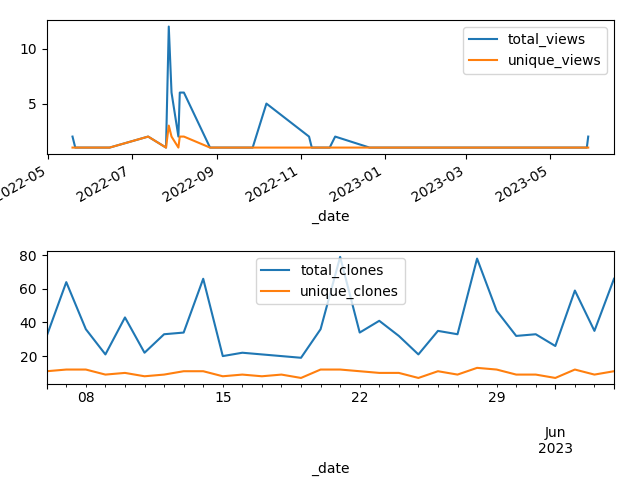 10
5
total_views
unique_views
2022-05
2022-07
2022-09
2022-11
2023-01
2023-03
2023-05
_date
80
60
40
20
total_clones
unique_clones
08
15
22
29
Jun
2023
_date